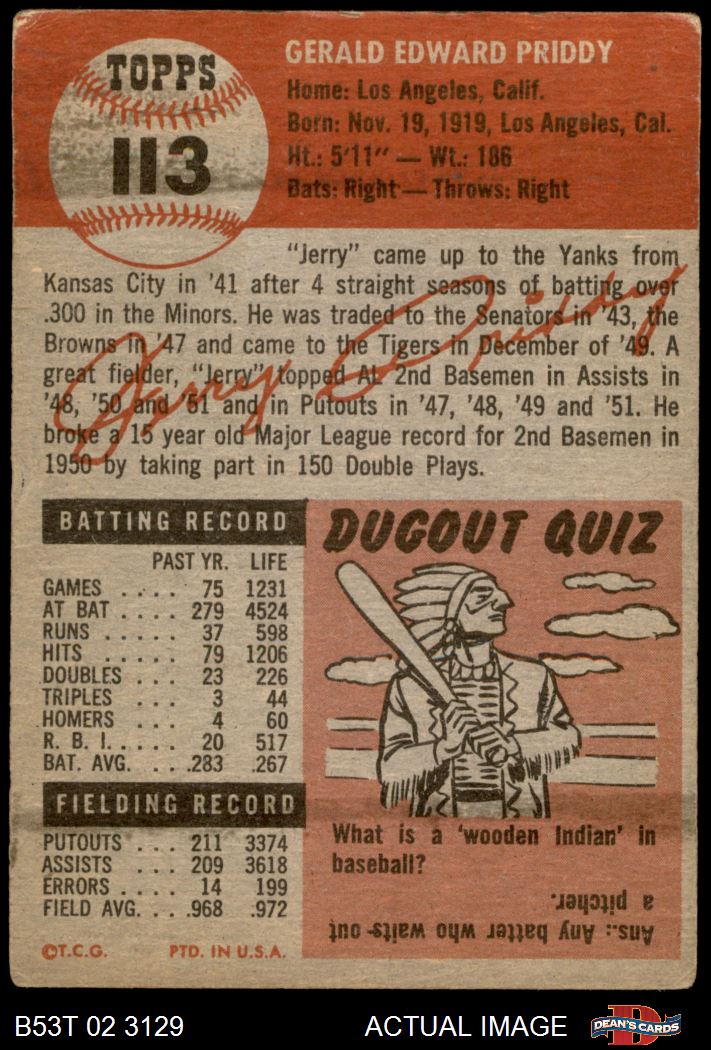 TOPPS
113
GERALD EDWARD PRIDDY
Home: Los Angeles, Calif.
Born: Nov. 19, 1919, Los Angeles, Cal.
Ht.: 5'11" — Wt.: 186
Bats: Right — Throws: Right
"Jerry" came up to the Yanks from
Kansas City in '41 after 4 straight seasons of batting over
.300 in the Minors. He was traded to the Senators in '43, the
Browns in '47 and came to the Tigers in December of '49. A
great fielder, "Jerry" topped AL 2nd Basemen in Assists in
'48, '50 and '51 and in Putouts in '47, '48, '49 and '51. He
broke a 15 year old Major League record for 2nd Basemen in
1950 by taking part in 150 Double Plays.
Jerry Priddy
BATTING RECORD
PAST YR. LIFE
GAMES .... 75 1231
AT BAT .... 279 4524
RUNS ..... 37 598
HITS ..... 79 1206
DOUBLES ... 23 226
TRIPLES ... 3 44
HOMERS ... 4 60
R. B. I. .... 20 517
BAT. AVG. ... .283 .267
FIELDING RECORD
PUTOUTS ... 211 3374
ASSISTS .... 209 3618
ERRORS .... 14 199
FIELD AVG. ... .968 .972
©T.C.G. PTD. IN U.S.A.
DUGOUT QUIZ
What is a 'wooden Indian' in
baseball?
Ans.: Any batter who waits out
a pitcher.
B53T 02 3129 ACTUAL IMAGE
D
DEAN'S CARDS